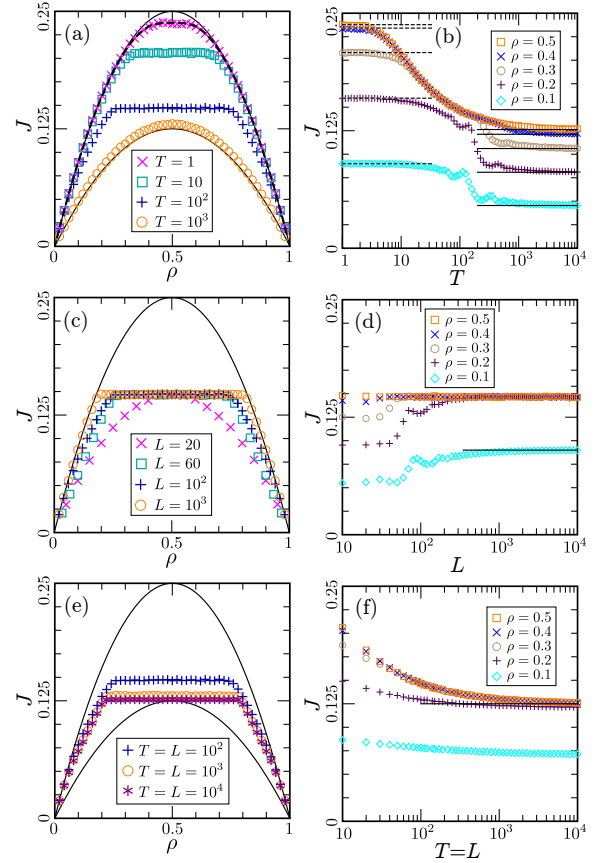 (a)
J
0.25
0.125
0
T = 1
T = 10
T = 10²
T = 10³
0
0.5
1
ρ
(b)
J
0.25
0.125
0
ρ = 0.5
ρ = 0.4
ρ = 0.3
ρ = 0.2
ρ = 0.1
1
10
10²
10³
10⁴
T
(c)
J
0.25
0.125
0
L = 20
L = 60
L = 10²
L = 10³
0
0.5
1
ρ
(d)
J
0.25
0.125
0
ρ = 0.5
ρ = 0.4
ρ = 0.3
ρ = 0.2
ρ = 0.1
10
10²
10³
10⁴
L
(e)
J
0.25
0.125
0
T = L = 10²
T = L = 10³
T = L = 10⁴
0
0.5
1
ρ
(f)
J
0.25
0.125
0
ρ = 0.5
ρ = 0.4
ρ = 0.3
ρ = 0.2
ρ = 0.1
10
10²
10³
10⁴
T=L